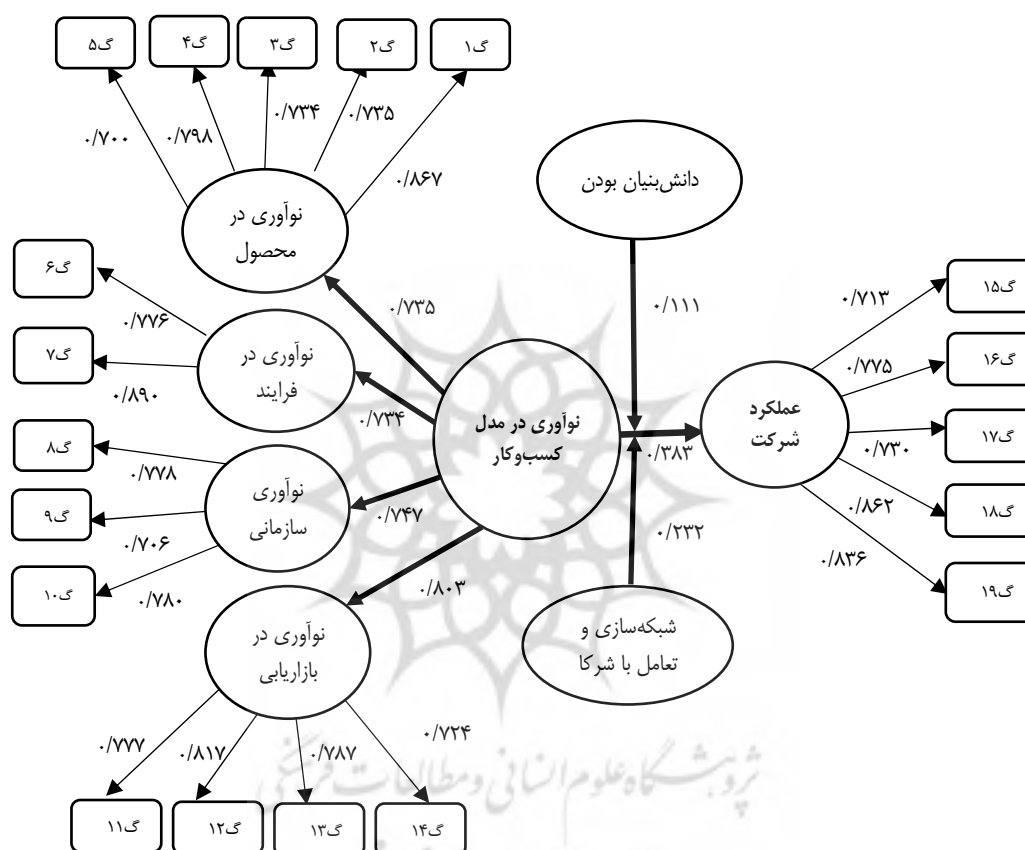 گ۱
گ۲
گ۳
گ۴
گ۵
۰/۸۶۷
۰/۷۳۵
۰/۷۳۴
۰/۷۹۸
۰/۷۰۰
نوآوری در
محصول
دانش‌بنیان بودن
گ۶
گ۷
۰/۷۷۶
۰/۸۹۰
نوآوری در
فرایند
۰/۷۳۵
۰/۷۳۴
۰/۱۱۱
گ۱۵
گ۱۶
گ۱۷
گ۱۸
گ۱۹
۰/۷۱۳
۰/۷۷۵
۰/۷۳۰
۰/۸۶۲
۰/۸۳۶
عملکرد
شرکت
۰/۳۸۳
نوآوری در مدل
کسب‌وکار
گ۸
گ۹
گ۱۰
۰/۷۷۸
۰/۷۰۶
۰/۷۸۰
نوآوری
سازمانی
۰/۷۴۷
۰/۲۳۲
۰/۸۰۳
شبکه‌سازی و
تعامل با شرکا
نوآوری در
بازاریابی
۰/۷۲۴
۰/۷۸۷
۰/۸۱۷
۰/۷۷۷
گ۱۴
گ۱۳
گ۱۲
گ۱۱
پژوهشگاه علوم انسانی و مطالعات فرهنگی